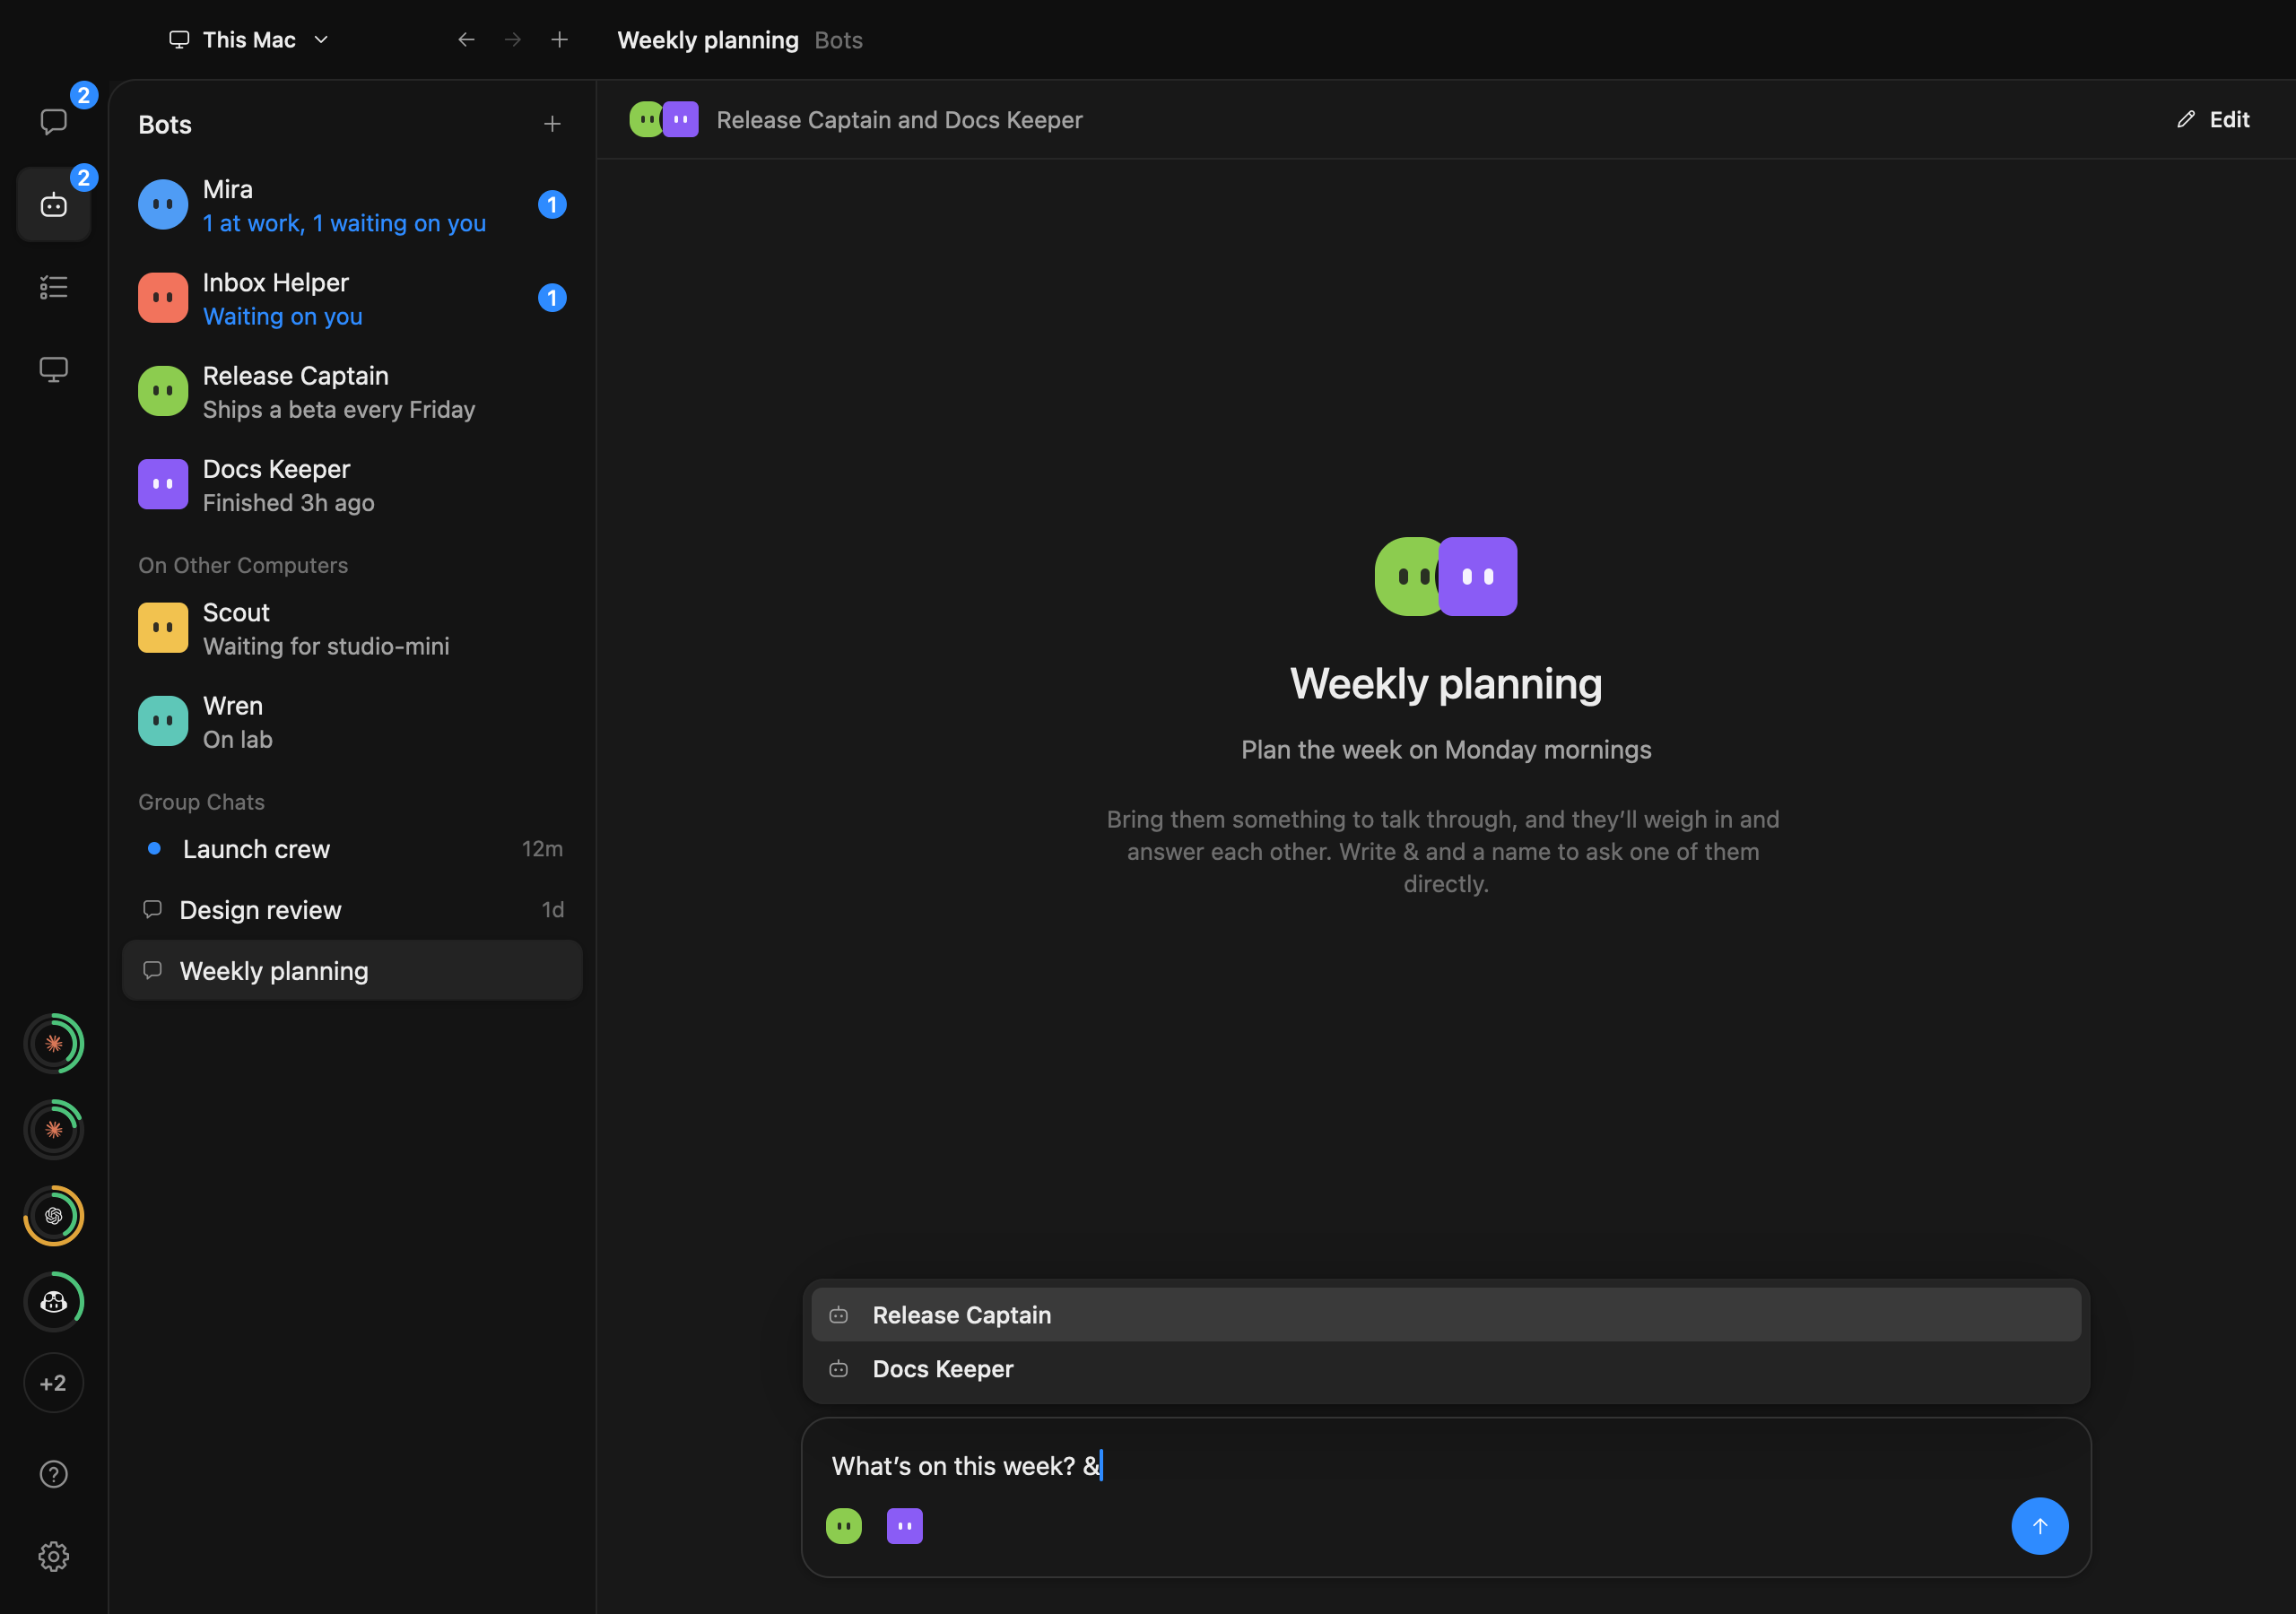 This Mac
Weekly planning Bots
2
2
Bots
Mira
1 at work, 1 waiting on you
1
Inbox Helper
Waiting on you
1
Release Captain
Ships a beta every Friday
Docs Keeper
Finished 3h ago
On Other Computers
Scout
Waiting for studio-mini
Wren
On lab
Group Chats
Launch crew 12m
Design review 1d
Weekly planning
+2
Release Captain and Docs Keeper
Edit
Weekly planning
Plan the week on Monday mornings
Bring them something to talk through, and they’ll weigh in and
answer each other. Write & and a name to ask one of them
directly.
Release Captain
Docs Keeper
What’s on this week? &